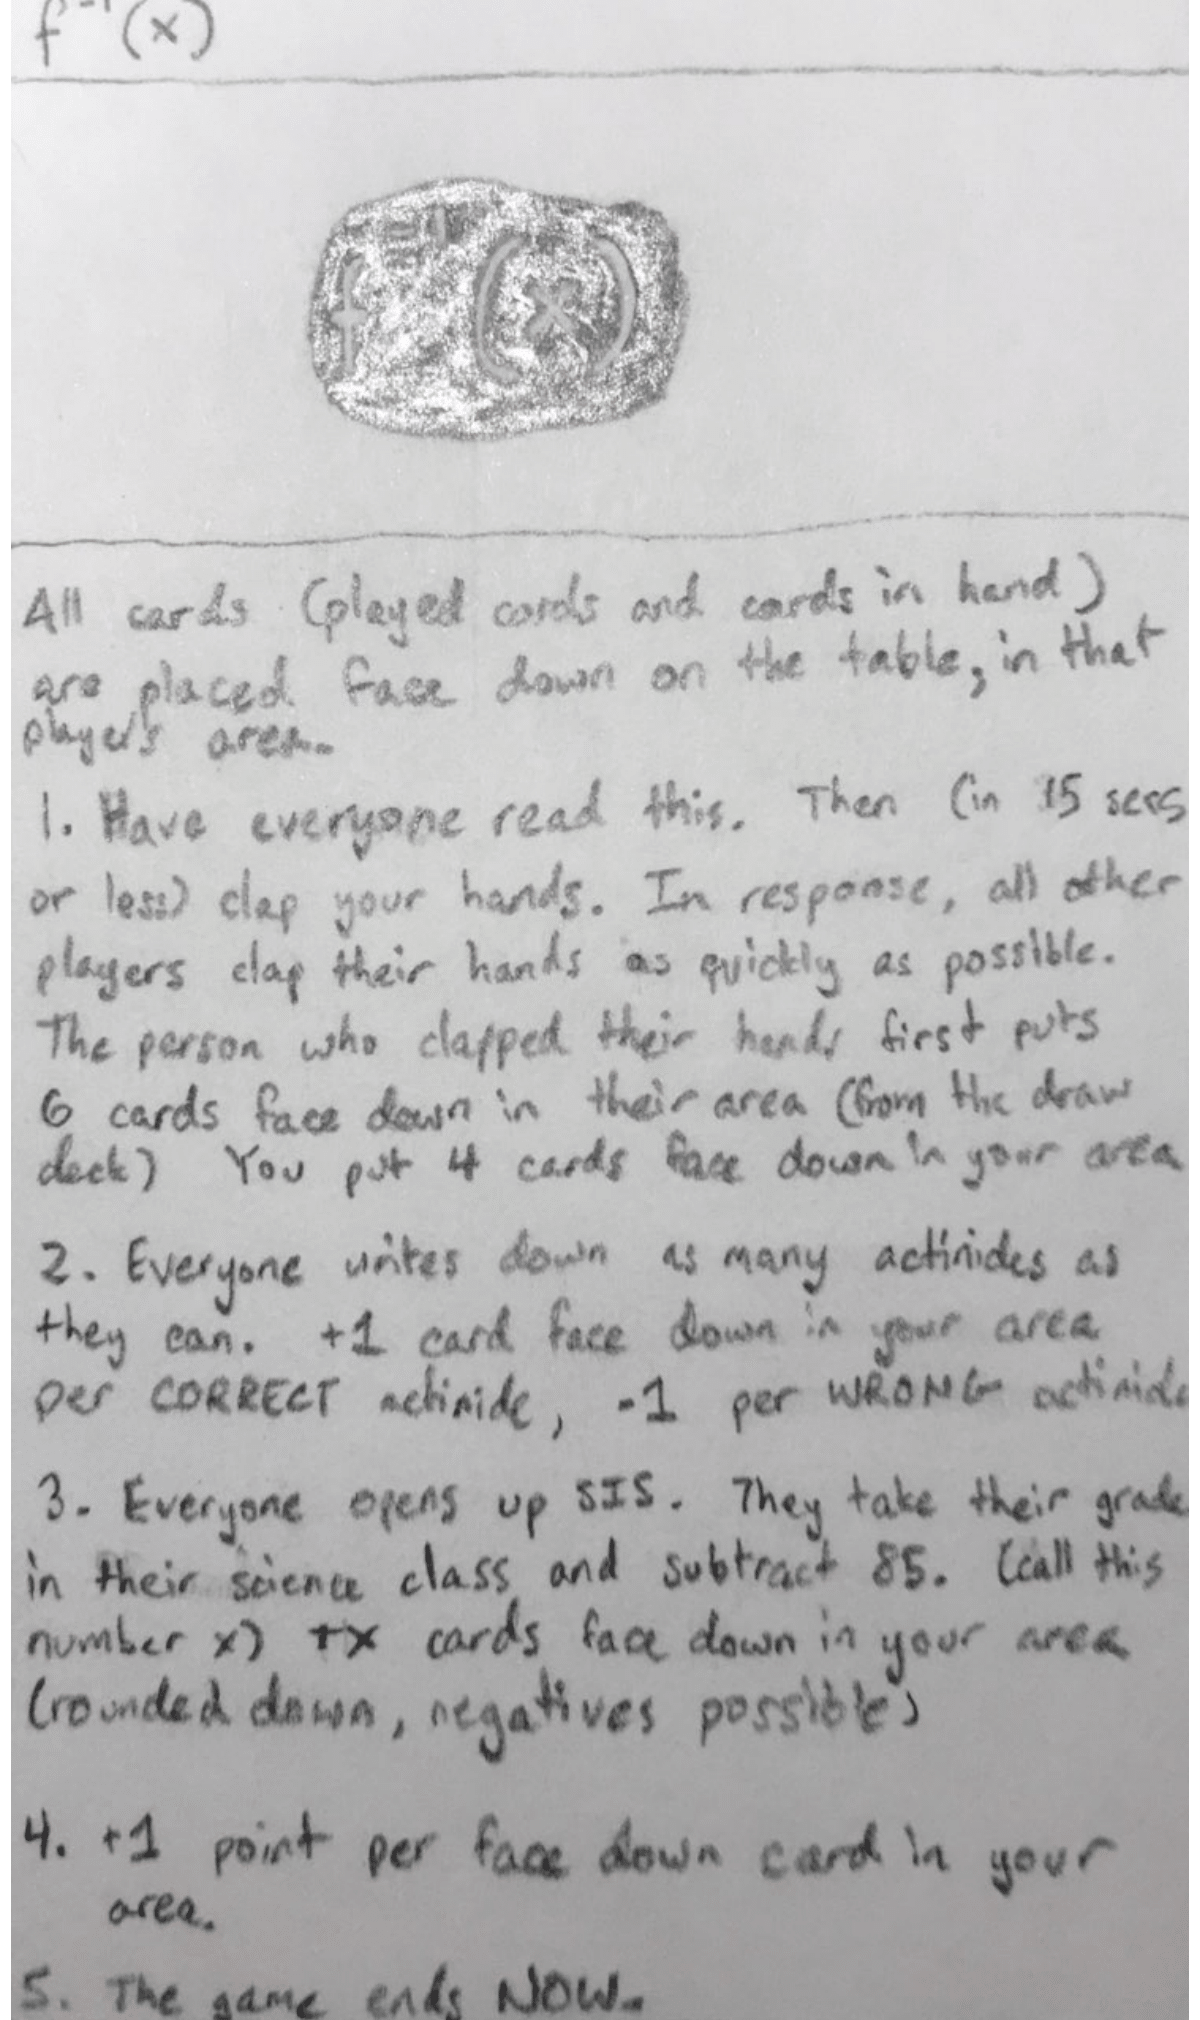 f⁻¹(x)
f⁻¹(x)
All cards (played cards and cards in hand)
are placed face down on the table, in that
player's area.
1. Have everyone read this. Then (in 15 secs
or less) clap your hands. In response, all other
players clap their hands as quickly as possible.
The person who clapped their hands first puts
6 cards face down in their area (from the draw
deck) You put 4 cards face down in your area
2. Everyone writes down as many actinides as
they can. +1 card face down in your area
per CORRECT actinide, -1 per WRONG actinide
3. Everyone opens up SIS. They take their grade
in their science class and subtract 85. (call this
number x) +x cards face down in your area
(rounded down, negatives possible)
4. +1 point per face down card in your
area.
5. The game ends NOW.